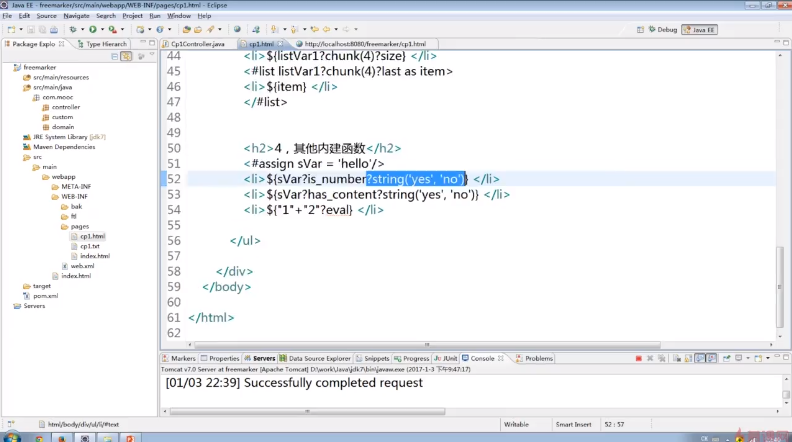 Java EE - freemarker/src/main/webapp/WEB-INF/pages/cp1.html - Eclipse
File Edit Source Navigate Search Project Run Window Help
Quick Access
Debug Java EE
Package Explo Type Hierarch
Cp1Controller.java cp1.html http://localhost:8080/freemarker/cp1.html
freemarker
src/main/resources
src/main/java
com.mooc
controller
custom
domain
JRE System Library [jdk7]
Maven Dependencies
src
main
webapp
META-INF
WEB-INF
bak
ftl
pages
cp1.html
cp1.txt
index.html
web.xml
index.html
target
pom.xml
Servers
44 <li>${listVar1?chunk(4)?size} </li>
45 <#list listVar1?chunk(4)?last as item>
46 <li>${item} </li>
47 </#list>
48
49
50 <h2>4，其他内建函数</h2>
51 <#assign sVar = 'hello'/>
52 <li>${sVar?is_number?string('yes', 'no')} </li>
53 <li>${sVar?has_content?string('yes', 'no')} </li>
54 <li>${"1"+"2"?eval} </li>
55
56 </ul>
57
58 </div>
59 </body>
60
61 </html>
62
Markers Properties Servers Data Source Explorer Snippets Progress JUnit Console Problems
Tomcat v7.0 Server at freemarker [Apache Tomcat] D:\work\Java\jdk7\bin\javaw.exe (2017-1-3 下午9:47:17)
[01/03 22:39] Successfully completed request
html/body/div/ul/li/#text
Writable
Smart Insert
52 : 57